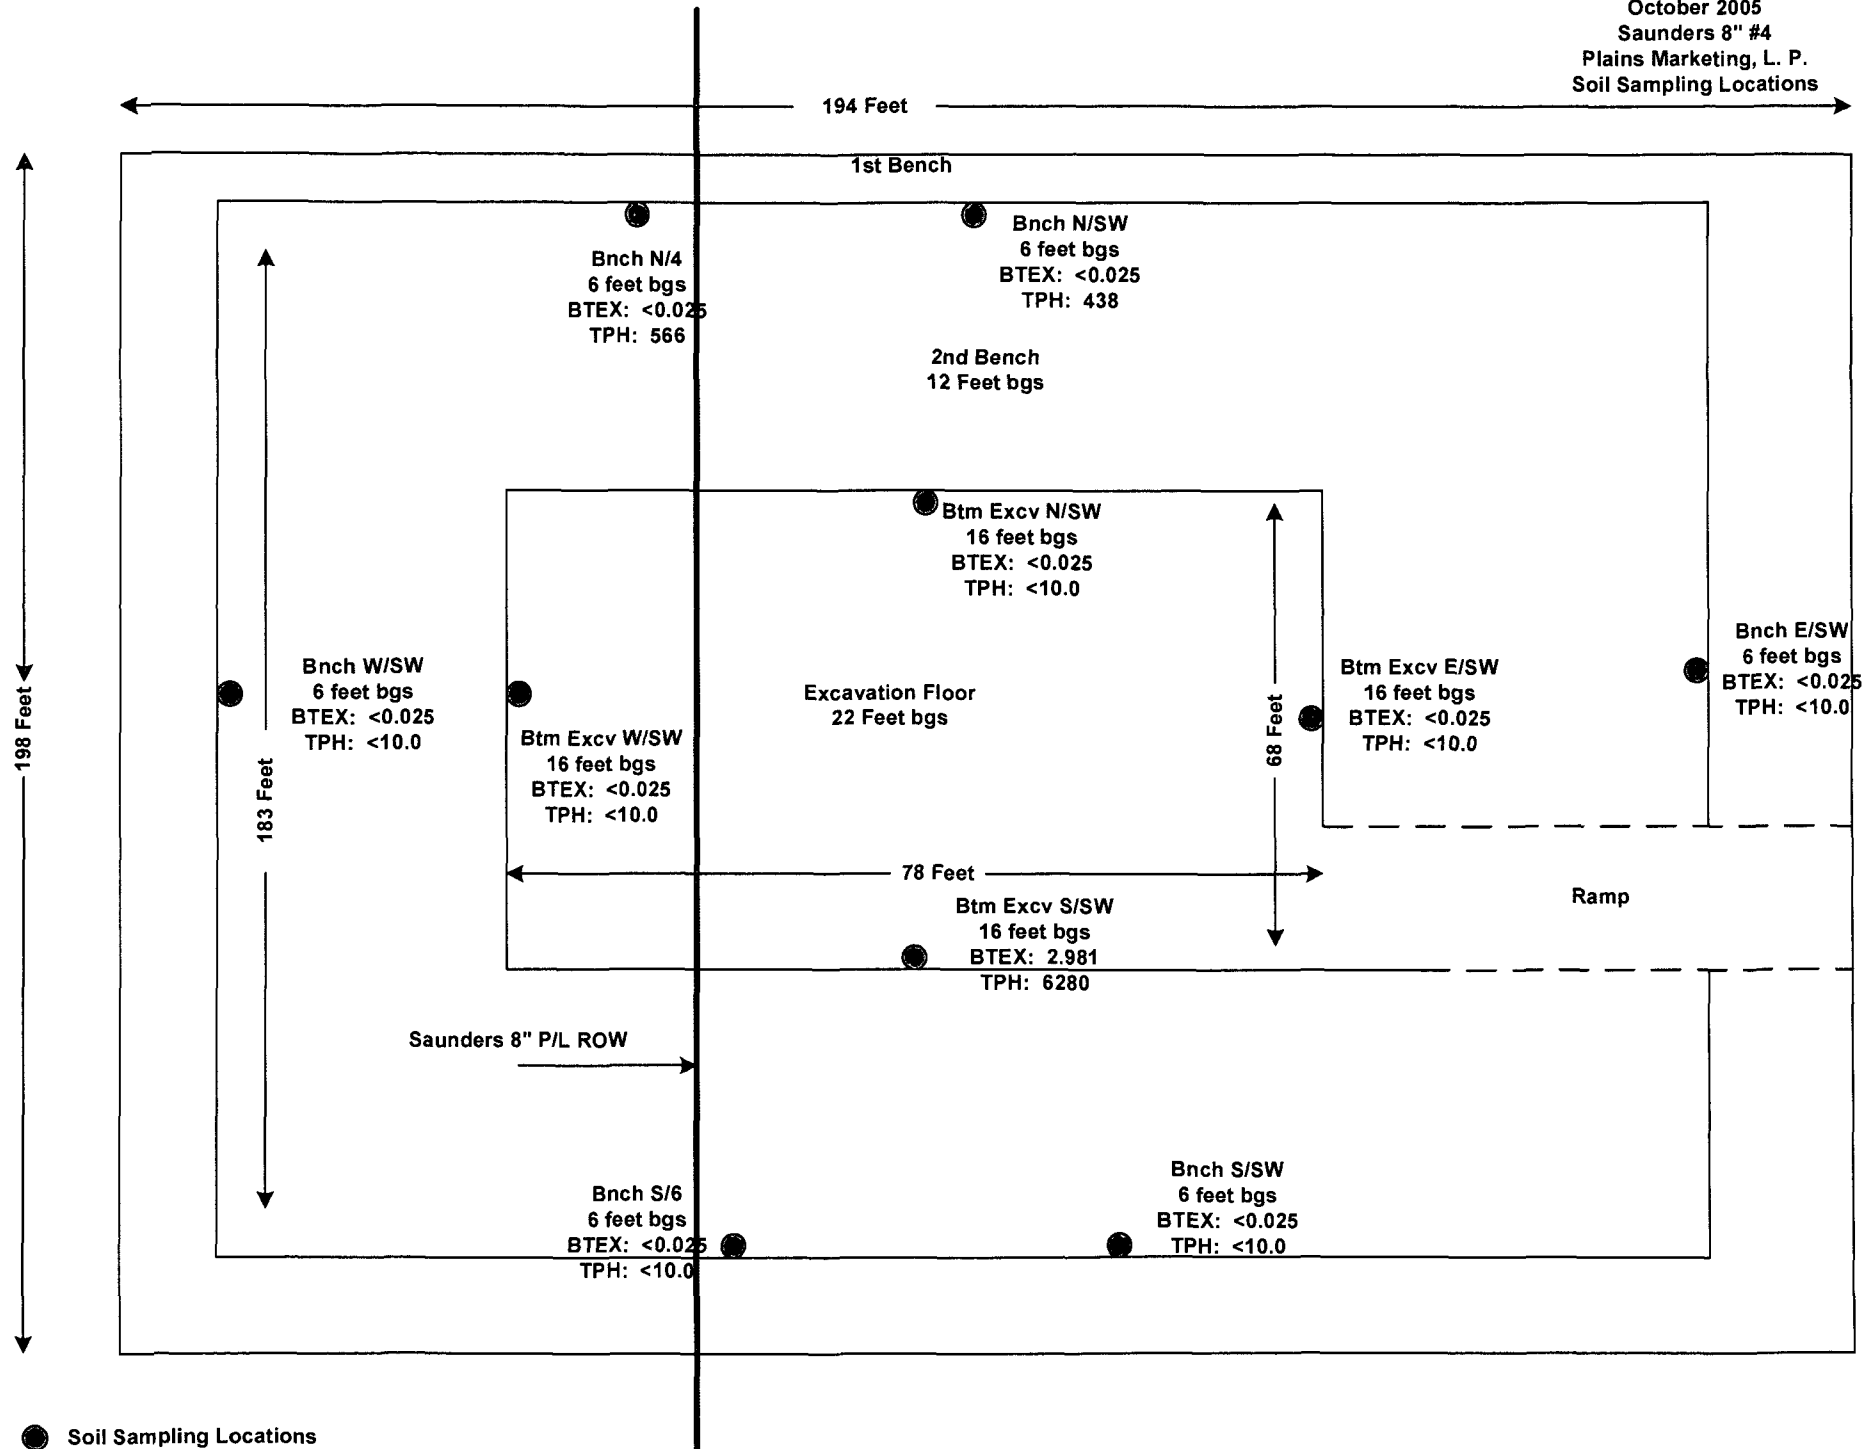 October 2005
Saunders 8" #4
Plains Marketing, L. P.
Soil Sampling Locations
194 Feet
1st Bench
Bnch N/4
6 feet bgs
BTEX: <0.025
TPH: 566
Bnch N/SW
6 feet bgs
BTEX: <0.025
TPH: 438
2nd Bench
12 Feet bgs
Btm Excv N/SW
16 feet bgs
BTEX: <0.025
TPH: <10.0
198 Feet
183 Feet
Bnch W/SW
6 feet bgs
BTEX: <0.025
TPH: <10.0
Btm Excv W/SW
16 feet bgs
BTEX: <0.025
TPH: <10.0
Excavation Floor
22 Feet bgs
68 Feet
Btm Excv E/SW
16 feet bgs
BTEX: <0.025
TPH: <10.0
Bnch E/SW
6 feet bgs
BTEX: <0.025
TPH: <10.0
78 Feet
Ramp
Btm Excv S/SW
16 feet bgs
BTEX: 2.981
TPH: 6280
Saunders 8" P/L ROW
Bnch S/6
6 feet bgs
BTEX: <0.025
TPH: <10.0
Bnch S/SW
6 feet bgs
BTEX: <0.025
TPH: <10.0
Soil Sampling Locations